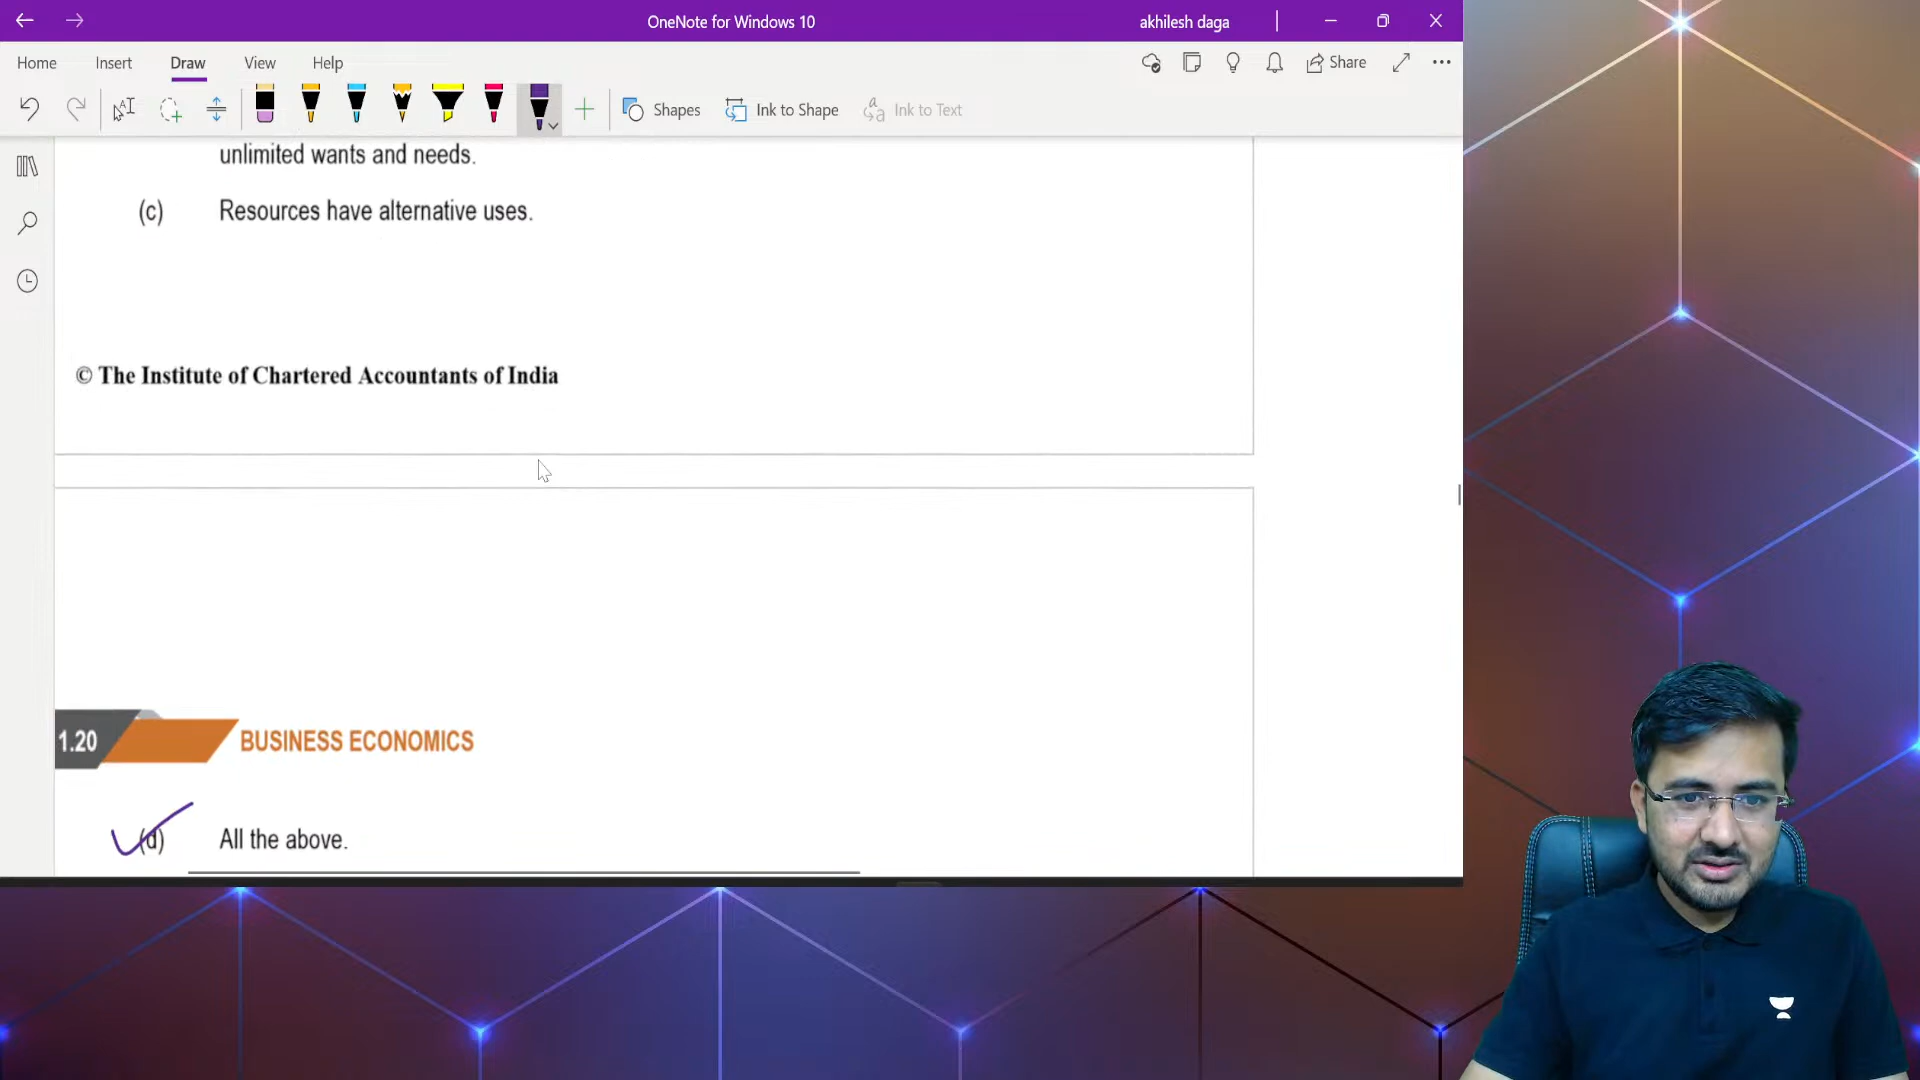 OneNote for Windows 10
akhilesh daga
Home
Insert
Draw
View
Help
Share
Shapes
Ink to Shape
Ink to Text
unlimited wants and needs.
(c) Resources have alternative uses.
© The Institute of Chartered Accountants of India
1.20 BUSINESS ECONOMICS
(d) All the above.